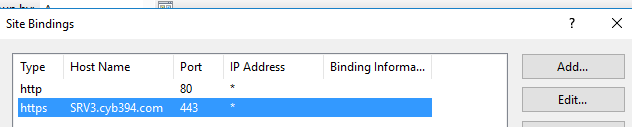 Site Bindings ? ×
Type Host Name Port IP Address Binding Informa...
http 80 *
https SRV3.cyb394.com 443 *
Add...
Edit...